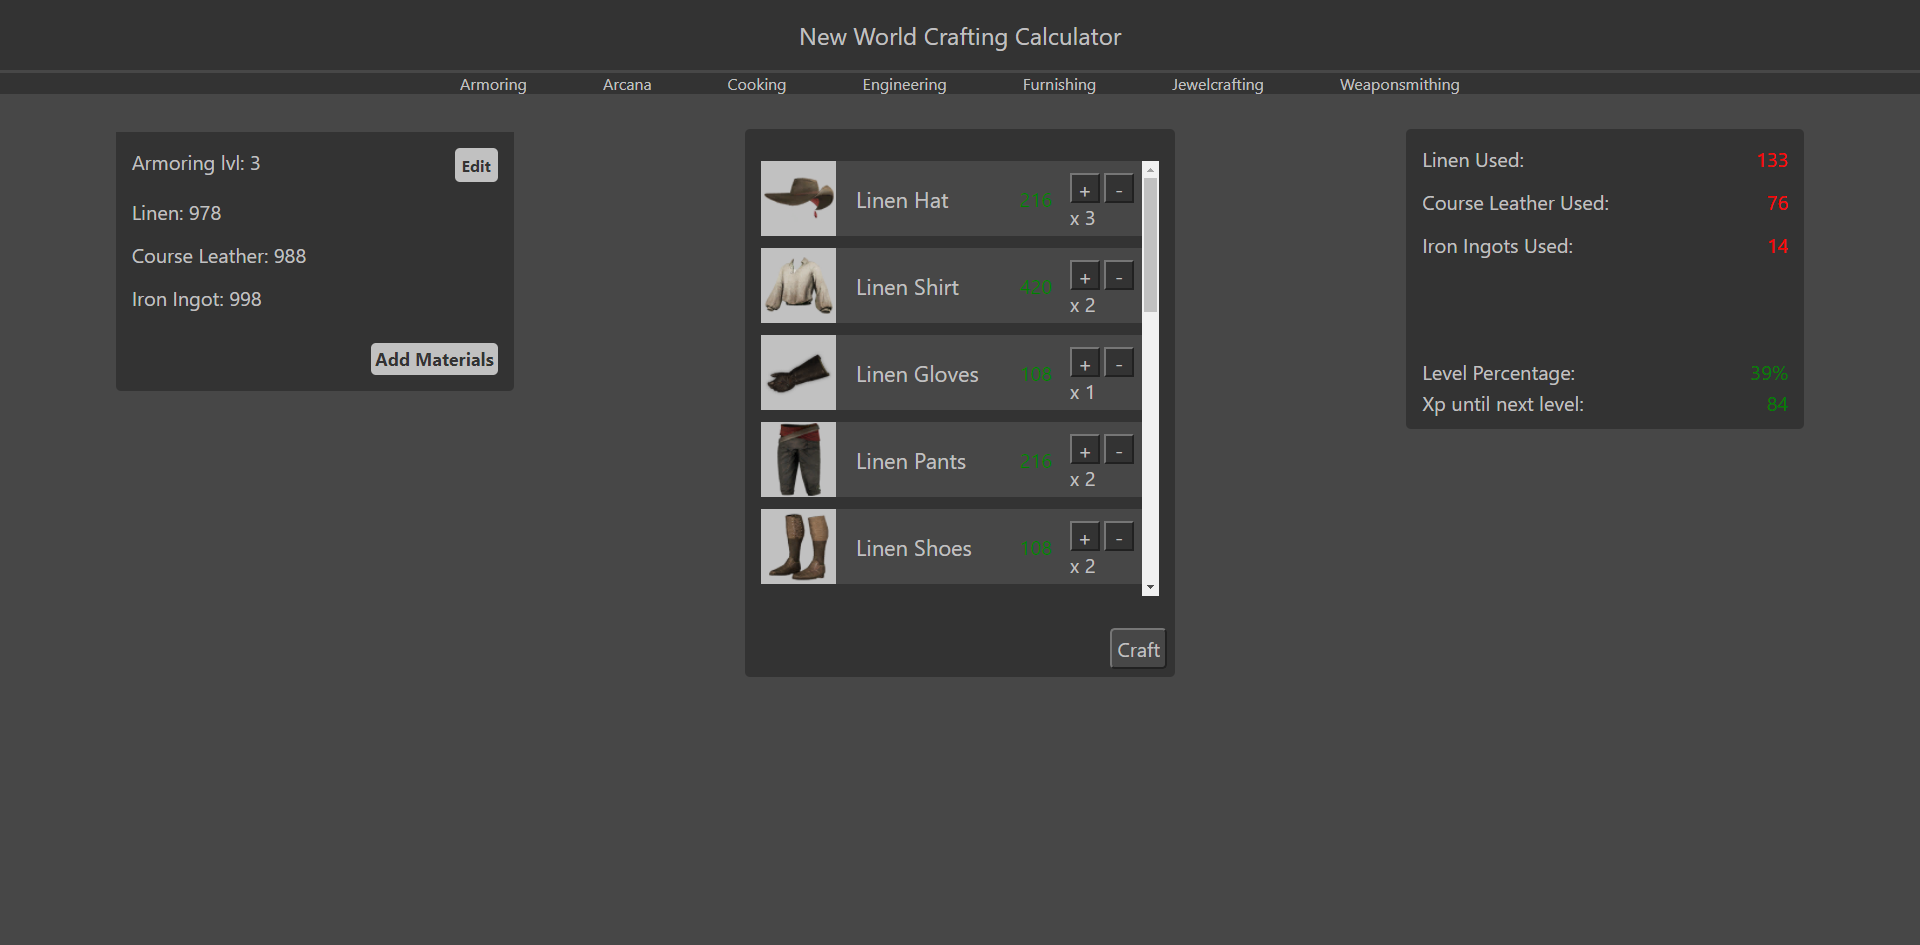 New World Crafting Calculator
Armoring Arcana Cooking Engineering Furnishing Jewelcrafting Weaponsmithing
Armoring lvl: 3 Edit
Linen: 978
Course Leather: 988
Iron Ingot: 998
Add Materials
Linen Hat 216 + -
x 3
Linen Shirt 420 + -
x 2
Linen Gloves 108 + -
x 1
Linen Pants 216 + -
x 2
Linen Shoes 108 + -
x 2
Craft
Linen Used: 133
Course Leather Used: 76
Iron Ingots Used: 14
Level Percentage: 39%
Xp until next level: 84